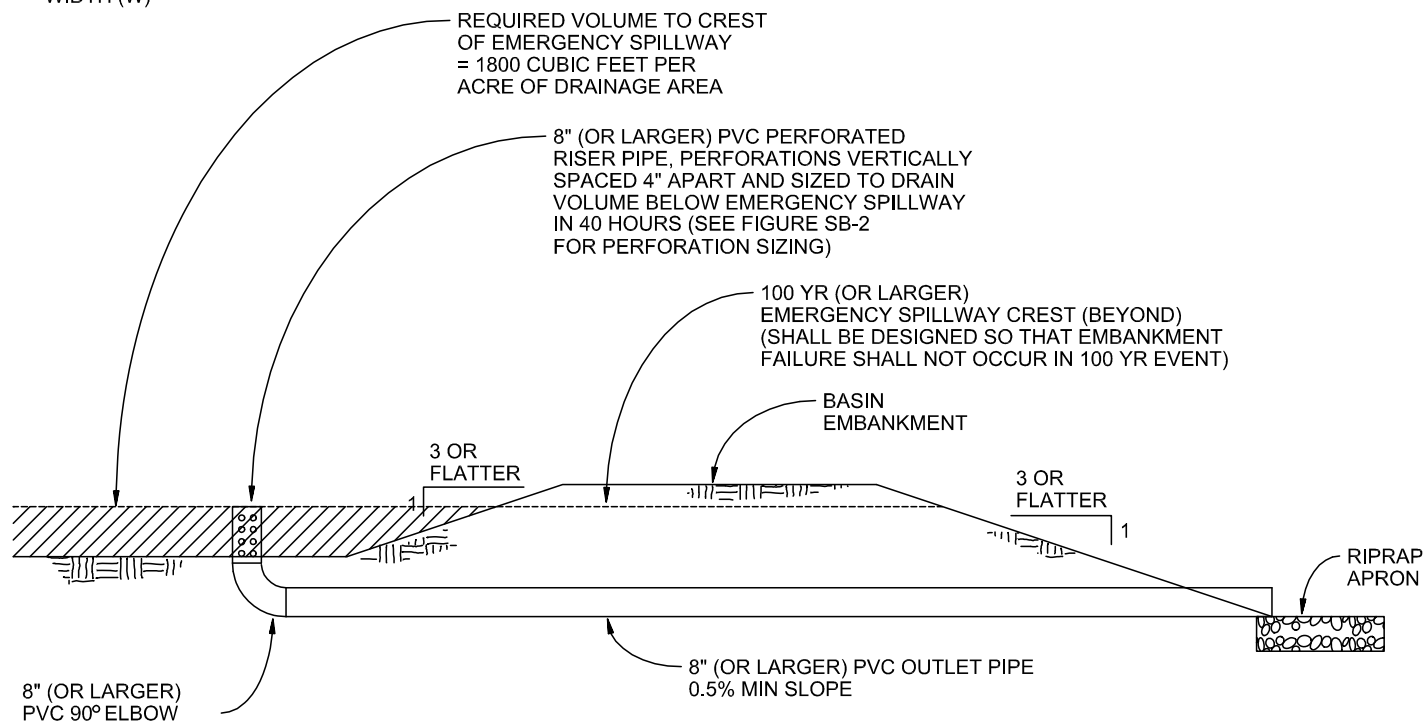 WIDTH (W)
REQUIRED VOLUME TO CREST
OF EMERGENCY SPILLWAY
= 1800 CUBIC FEET PER
ACRE OF DRAINAGE AREA
8" (OR LARGER) PVC PERFORATED
RISER PIPE, PERFORATIONS VERTICALLY
SPACED 4" APART AND SIZED TO DRAIN
VOLUME BELOW EMERGENCY SPILLWAY
IN 40 HOURS (SEE FIGURE SB-2
FOR PERFORATION SIZING)
100 YR (OR LARGER)
EMERGENCY SPILLWAY CREST (BEYOND)
(SHALL BE DESIGNED SO THAT EMBANKMENT
FAILURE SHALL NOT OCCUR IN 100 YR EVENT)
BASIN
EMBANKMENT
3 OR
FLATTER
1
3 OR
FLATTER
1
RIPRAP
APRON
8" (OR LARGER) PVC OUTLET PIPE
0.5% MIN SLOPE
8" (OR LARGER)
PVC 90º ELBOW